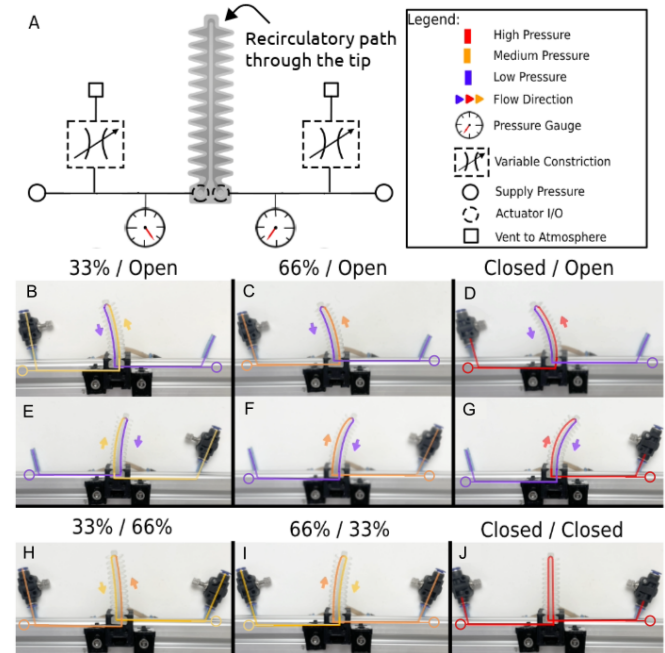 A
Recirculatory path
through the tip
Legend:
High Pressure
Medium Pressure
Low Pressure
Flow Direction
Pressure Gauge
Variable Constriction
Supply Pressure
Actuator I/O
Vent to Atmosphere
33% / Open
66% / Open
Closed / Open
B
C
D
E
F
G
33% / 66%
66% / 33%
Closed / Closed
H
I
J